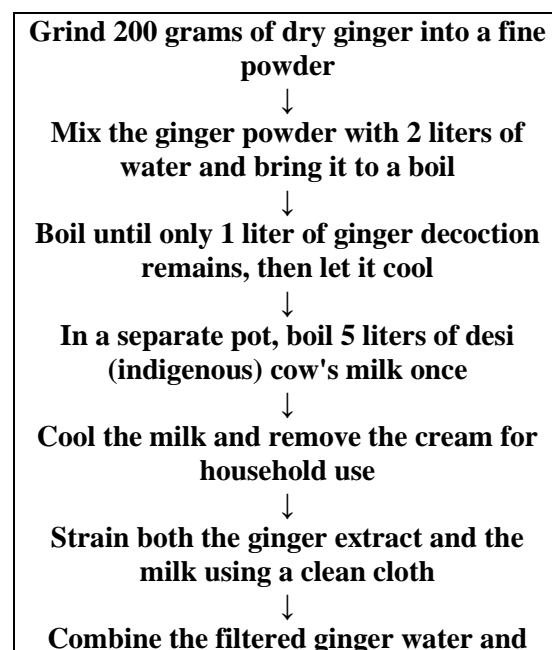 Grind 200 grams of dry ginger into a fine
powder
↓
Mix the ginger powder with 2 liters of
water and bring it to a boil
↓
Boil until only 1 liter of ginger decoction
remains, then let it cool
↓
In a separate pot, boil 5 liters of desi
(indigenous) cow's milk once
↓
Cool the milk and remove the cream for
household use
↓
Strain both the ginger extract and the
milk using a clean cloth
↓
Combine the filtered ginger water and